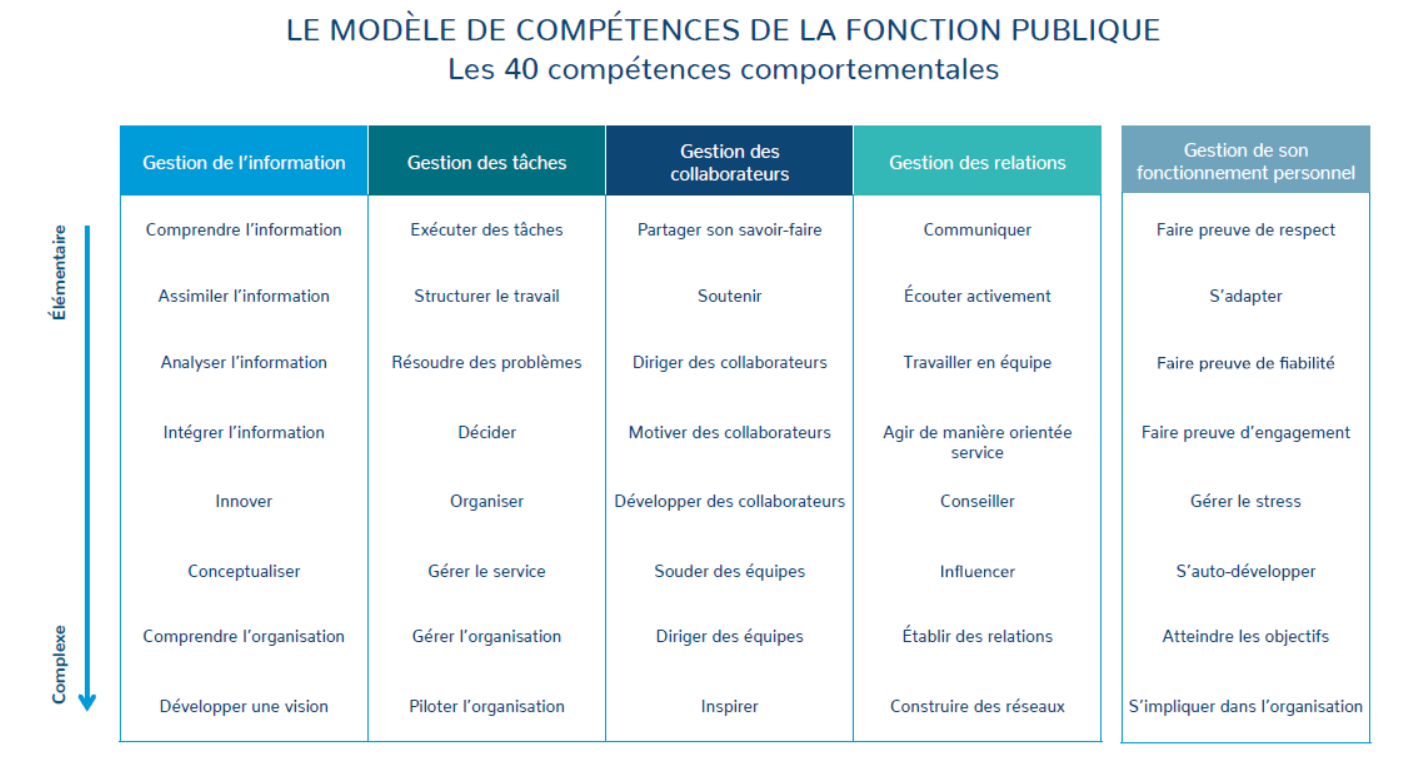 LE MODÈLE DE COMPÉTENCES DE LA FONCTION PUBLIQUE
Les 40 compétences comportementales
Gestion de l'information
Gestion des tâches
Gestion des
collaborateurs
Gestion des relations
Gestion de son
fonctionnement personnel
Élémentaire
Complexe
Comprendre l'information
Exécuter des tâches
Partager son savoir-faire
Communiquer
Faire preuve de respect
Assimiler l'information
Structurer le travail
Soutenir
Écouter activement
S'adapter
Analyser l'information
Résoudre des problèmes
Diriger des collaborateurs
Travailler en équipe
Faire preuve de fiabilité
Intégrer l'information
Décider
Motiver des collaborateurs
Agir de manière orientée
service
Faire preuve d'engagement
Innover
Organiser
Développer des collaborateurs
Conseiller
Gérer le stress
Conceptualiser
Gérer le service
Souder des équipes
Influencer
S'auto-développer
Comprendre l'organisation
Gérer l'organisation
Diriger des équipes
Établir des relations
Atteindre les objectifs
Développer une vision
Piloter l'organisation
Inspirer
Construire des réseaux
S'impliquer dans l'organisation